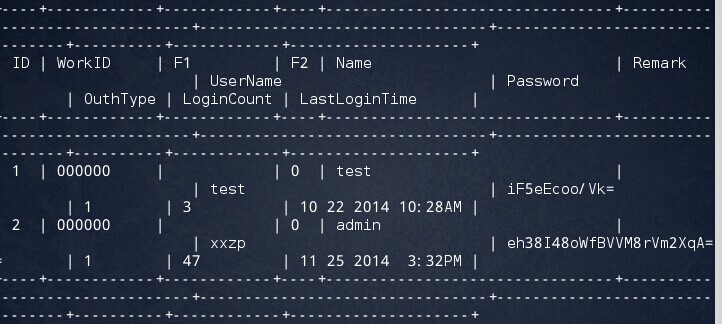 ID | WorkID | F1 | F2 | Name | Remark
| UserName | Password
| OuthType | LoginCount | LastLoginTime |
1 | 000000 | | 0 | test |
| test | iF5eEcoo/Vk=
| 1 | 3 | 10 22 2014 10:28AM |
2 | 000000 | | 0 | admin |
| xxzp | eh38I48oWfBVVM8rVm2XqA=
= | 1 | 47 | 11 25 2014 3:32PM |